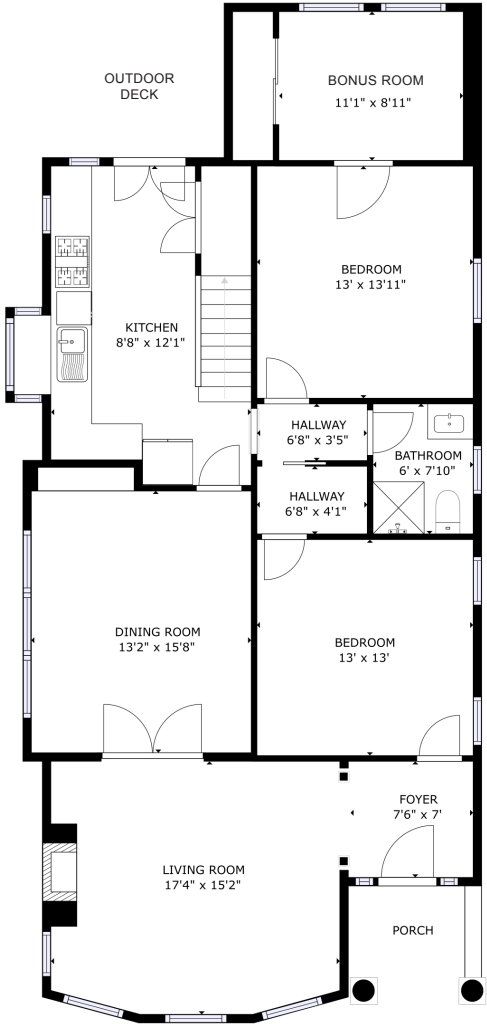 OUTDOOR
DECK
BONUS ROOM
11'1" x 8'11"
BEDROOM
13' x 13'11"
KITCHEN
8'8" x 12'1"
HALLWAY
6'8" x 3'5"
BATHROOM
6' x 7'10"
HALLWAY
6'8" x 4'1"
DINING ROOM
13'2" x 15'8"
BEDROOM
13' x 13'
FOYER
7'6" x 7'
LIVING ROOM
17'4" x 15'2"
PORCH